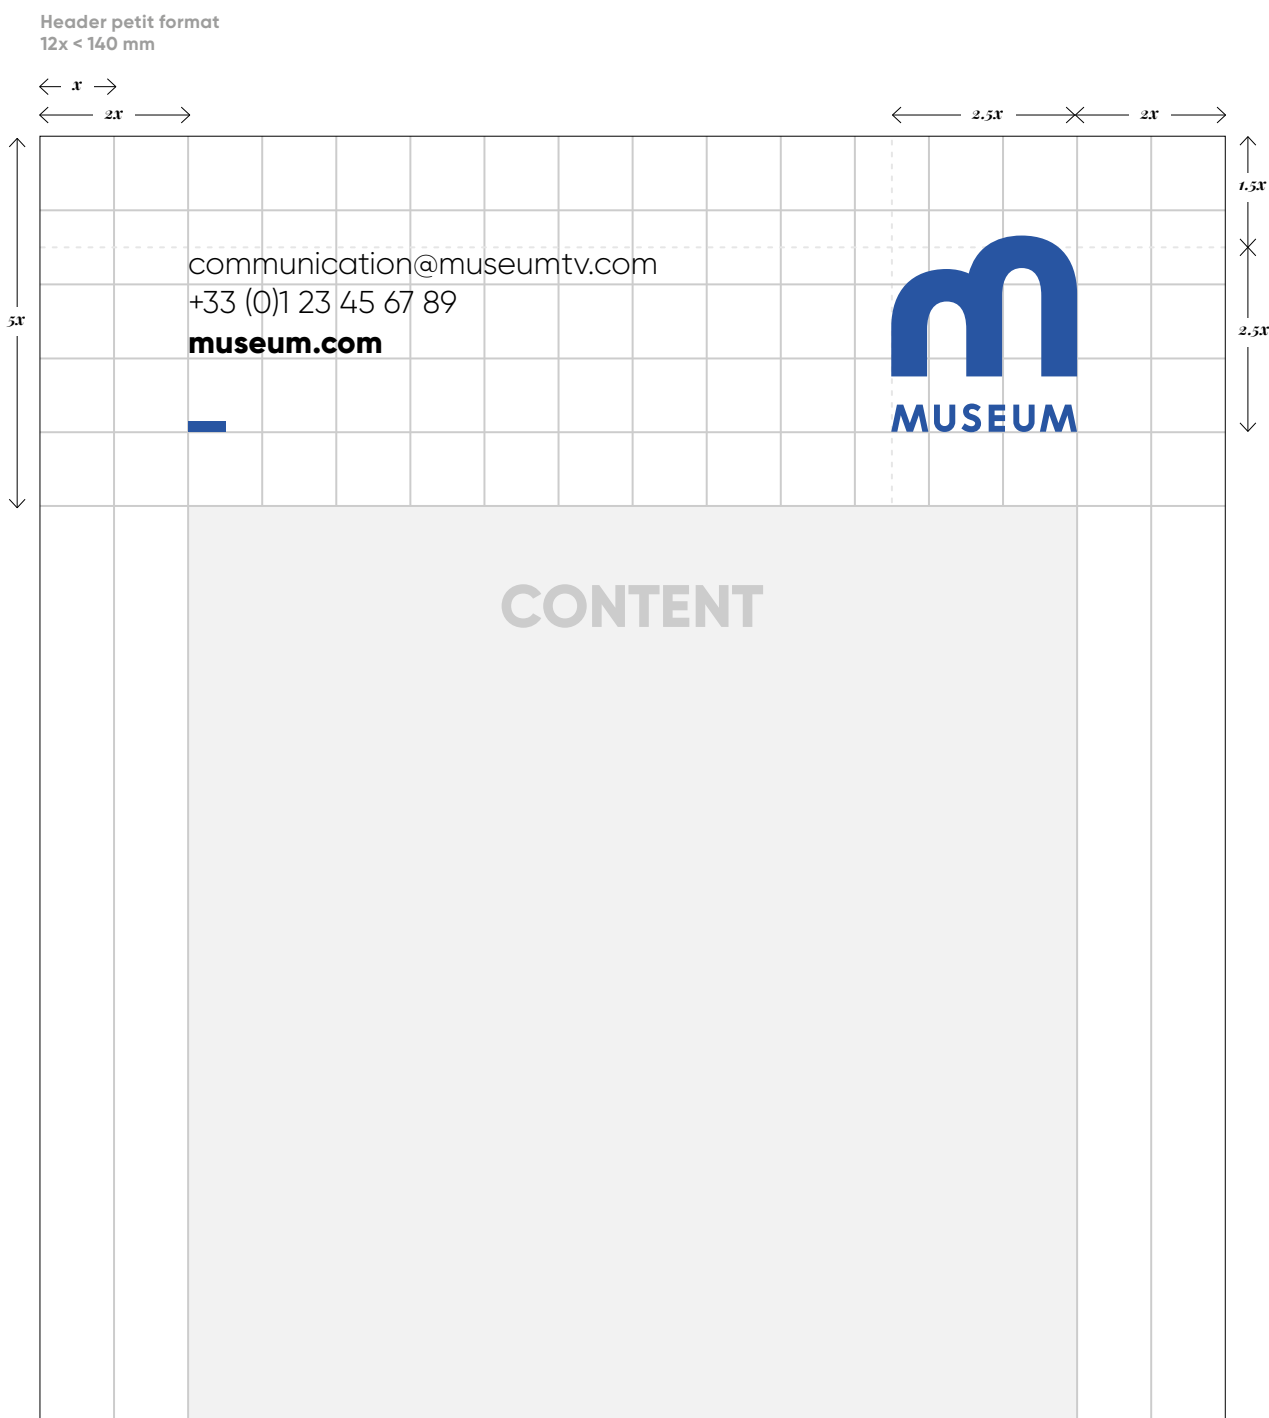 Header petit format
12x < 140 mm
x
2x
2.5x
2x
1.5x
communication@museumtv.com
+33 (0)1 23 45 67 89
5x
2.5x
museum.com
MUSEUM
CONTENT